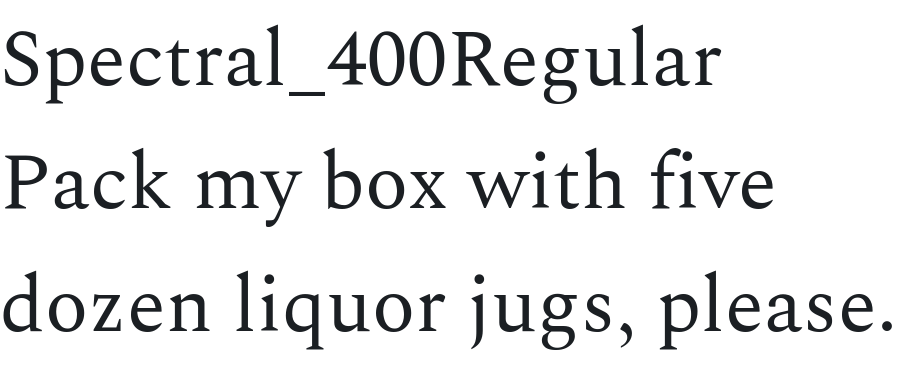 Spectral_400Regular
Pack my box with five
dozen liquor jugs, please.